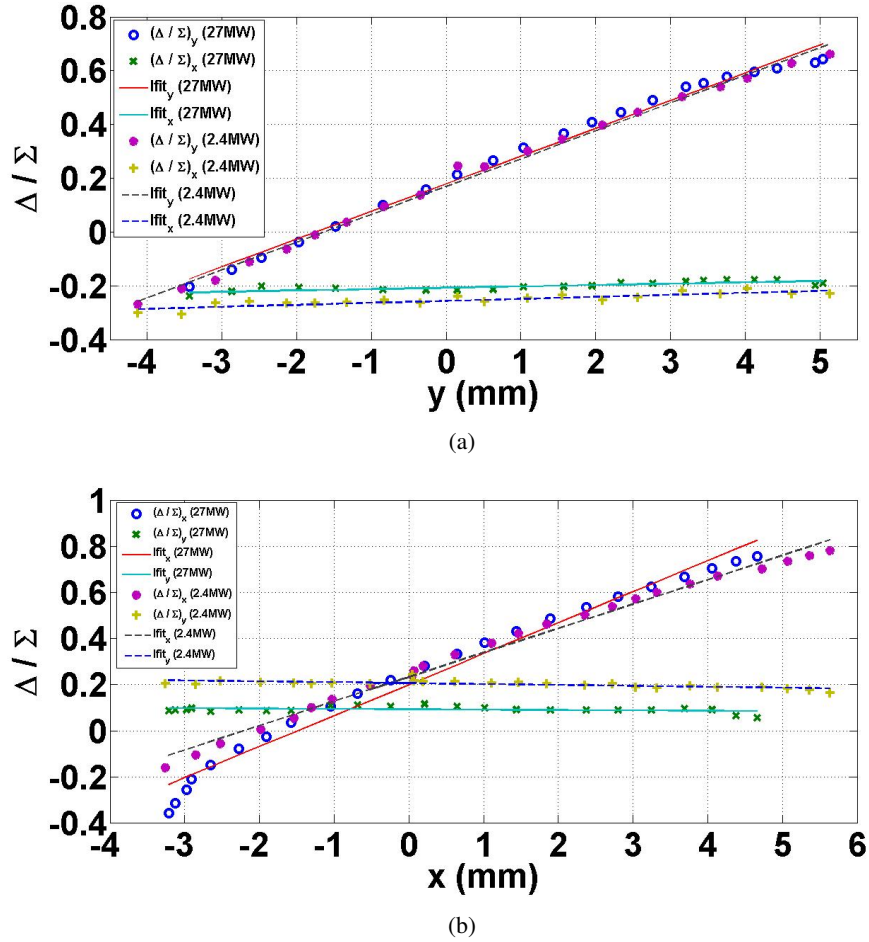 0.8
0.6
0.4
0.2
0
-0.2
-0.4
Δ / Σ
(Δ / Σ)y (27MW)
(Δ / Σ)x (27MW)
lfity (27MW)
lfitx (27MW)
(Δ / Σ)y (2.4MW)
(Δ / Σ)x (2.4MW)
lfity (2.4MW)
lfitx (2.4MW)
-4 -3 -2 -1 0 1 2 3 4 5
y (mm)
(a)
1
0.8
0.6
0.4
0.2
0
-0.2
-0.4
Δ / Σ
(Δ / Σ)x (27MW)
(Δ / Σ)y (27MW)
lfitx (27MW)
lfity (27MW)
(Δ / Σ)x (2.4MW)
(Δ / Σ)y (2.4MW)
lfitx (2.4MW)
lfity (2.4MW)
-4 -3 -2 -1 0 1 2 3 4 5 6
x (mm)
(b)